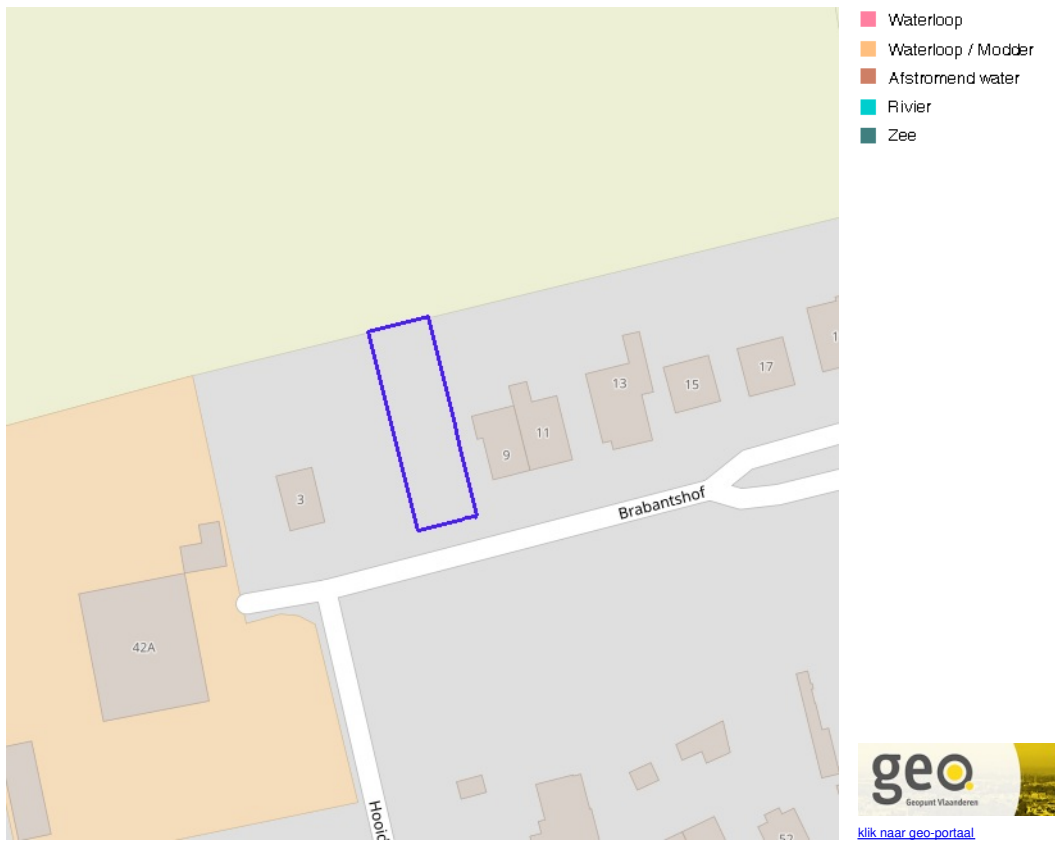 Waterloop
Waterloop / Modder
Afstromend water
Rivier
Zee
13
15
17
11
9
3
Brabantshof
42A
geo.
Geopunt Vlaanderen
klik naar geo-portaal